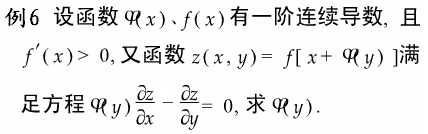 例6 设函数 φ(x)、f(x)有一阶连续导数, 且
f′(x)> 0, 又函数 z(x, y)= f[x+ φ(y)]满
足方程 φ(y)∂z/∂x − ∂z/∂y = 0, 求 φ(y).